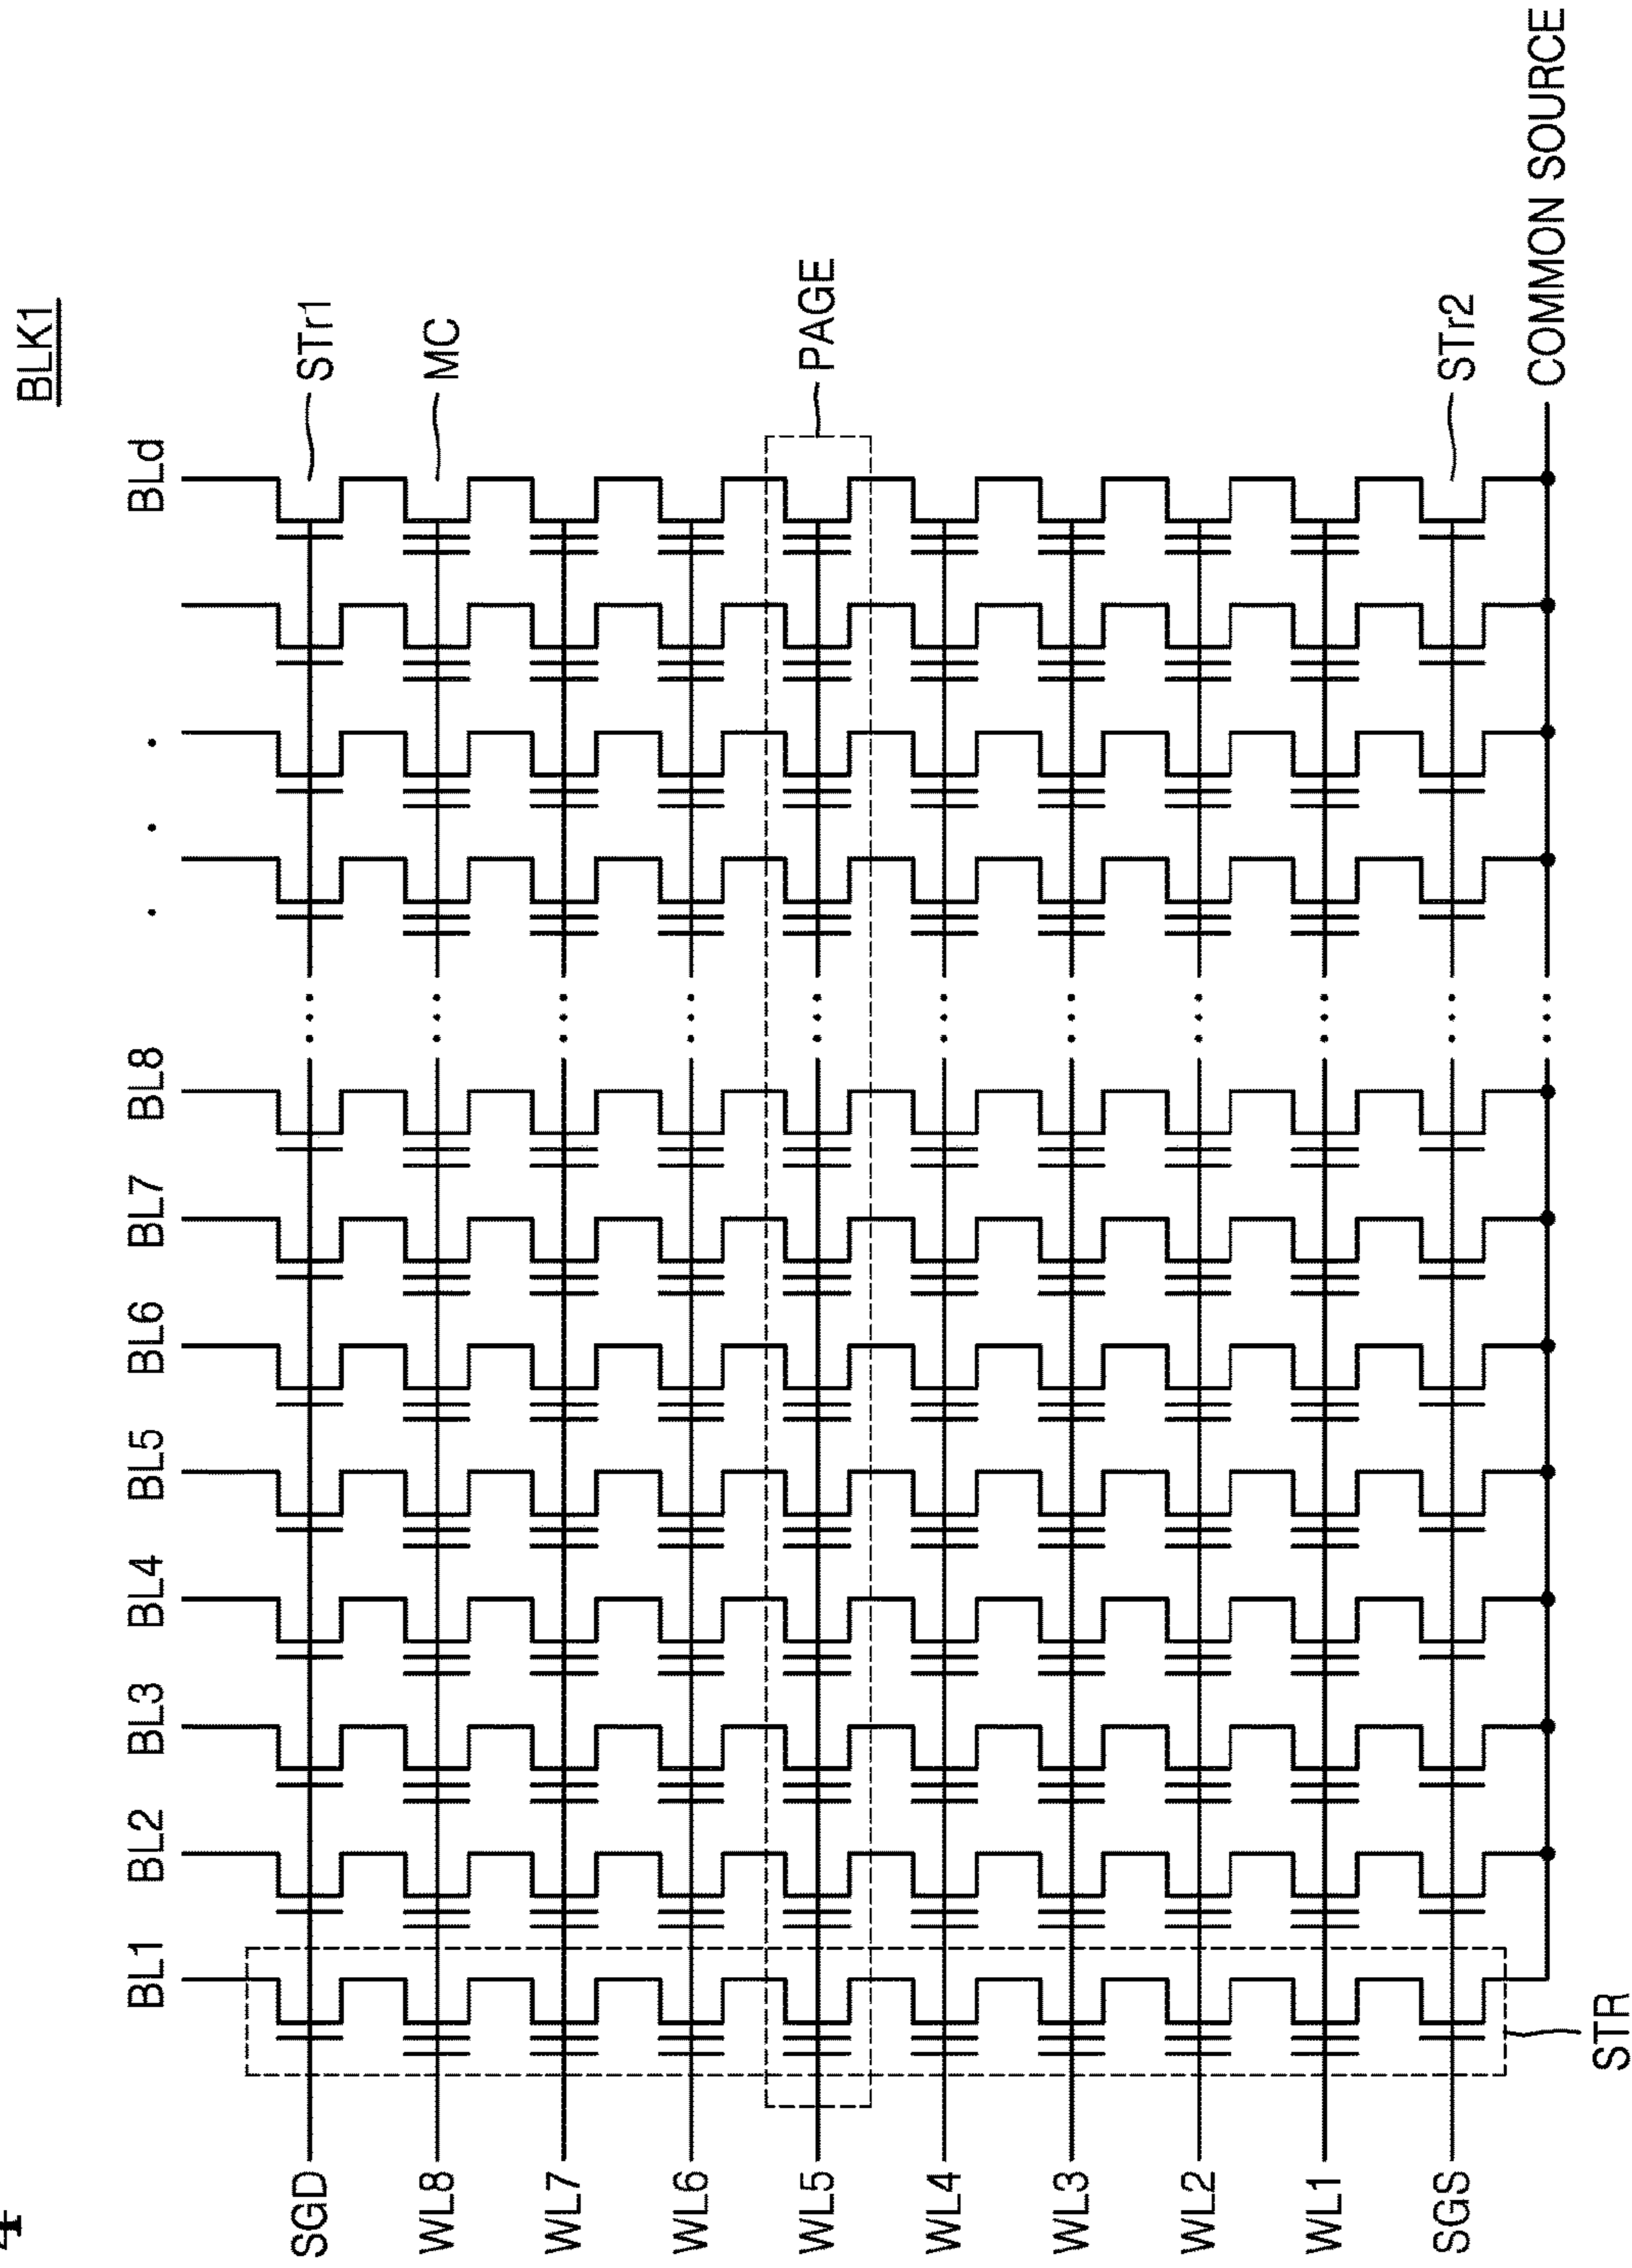 4
BLK1
BL1 BL2 BL3 BL4 BL5 BL6 BL7 BL8 . . . BLd
SGD
STr1
WL8
MC
WL7
WL6
WL5
PAGE
WL4
WL3
WL2
WL1
SGS
STr2
COMMON SOURCE
STR